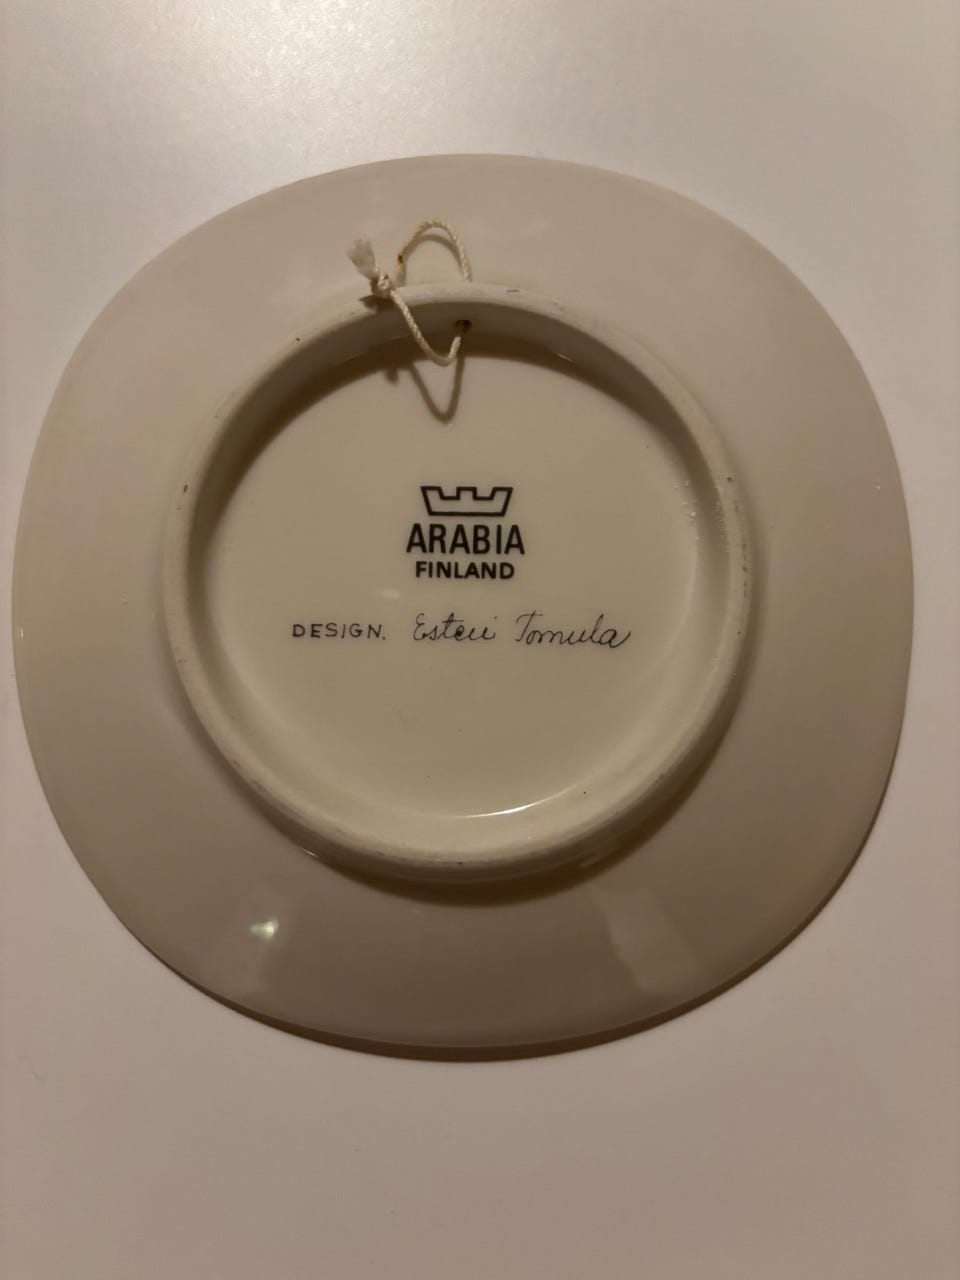 ARABIA
FINLAND
DESIGN. Esteri Tomula